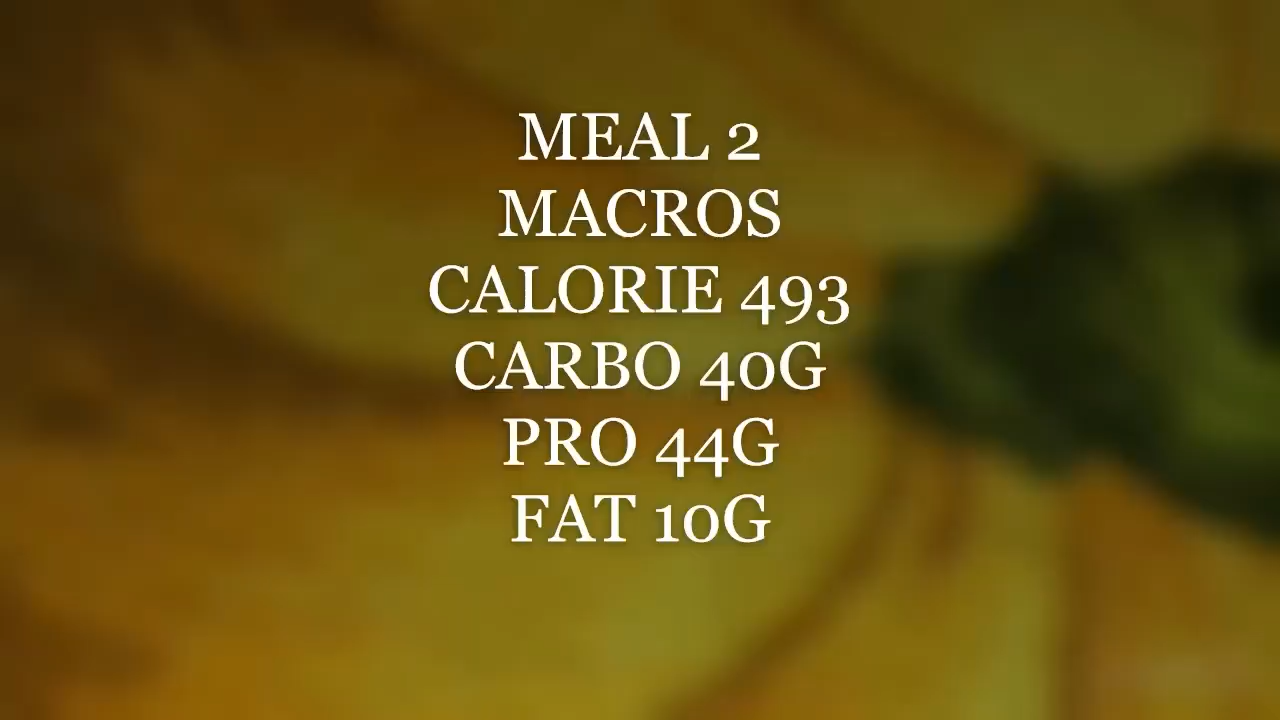 MEAL 2
MACROS
CALORIE 493
CARBO 40G
PRO 44G
FAT 10G